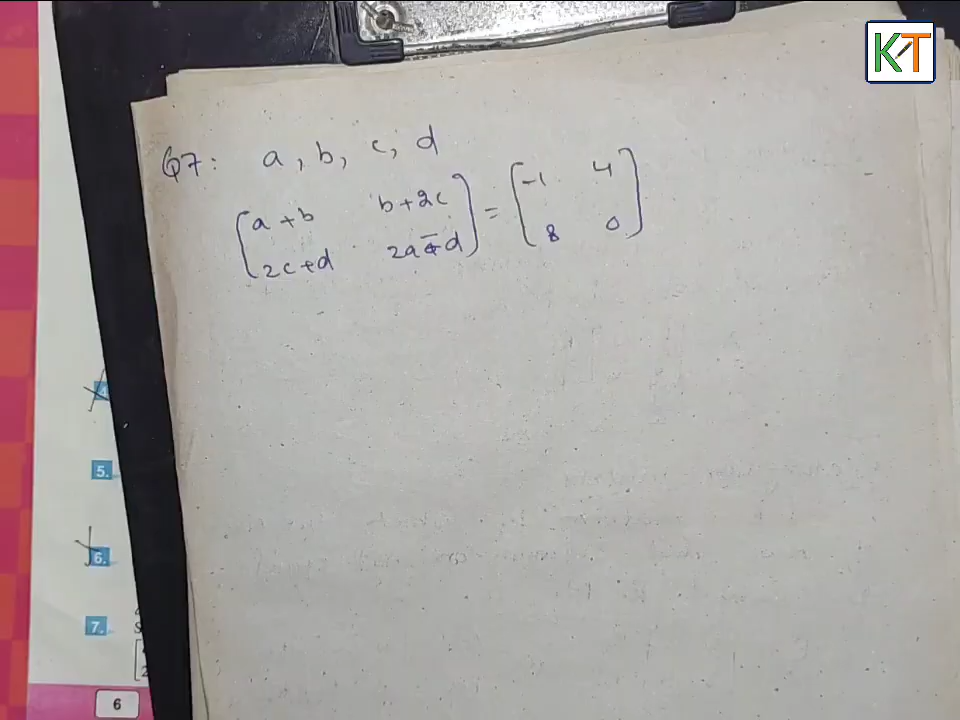 KT
Q7: a, b, c, d
[a+b b+2c] = [-1 4]
[2c+d 2a-d] [8 0]
5.
6.
7.
6